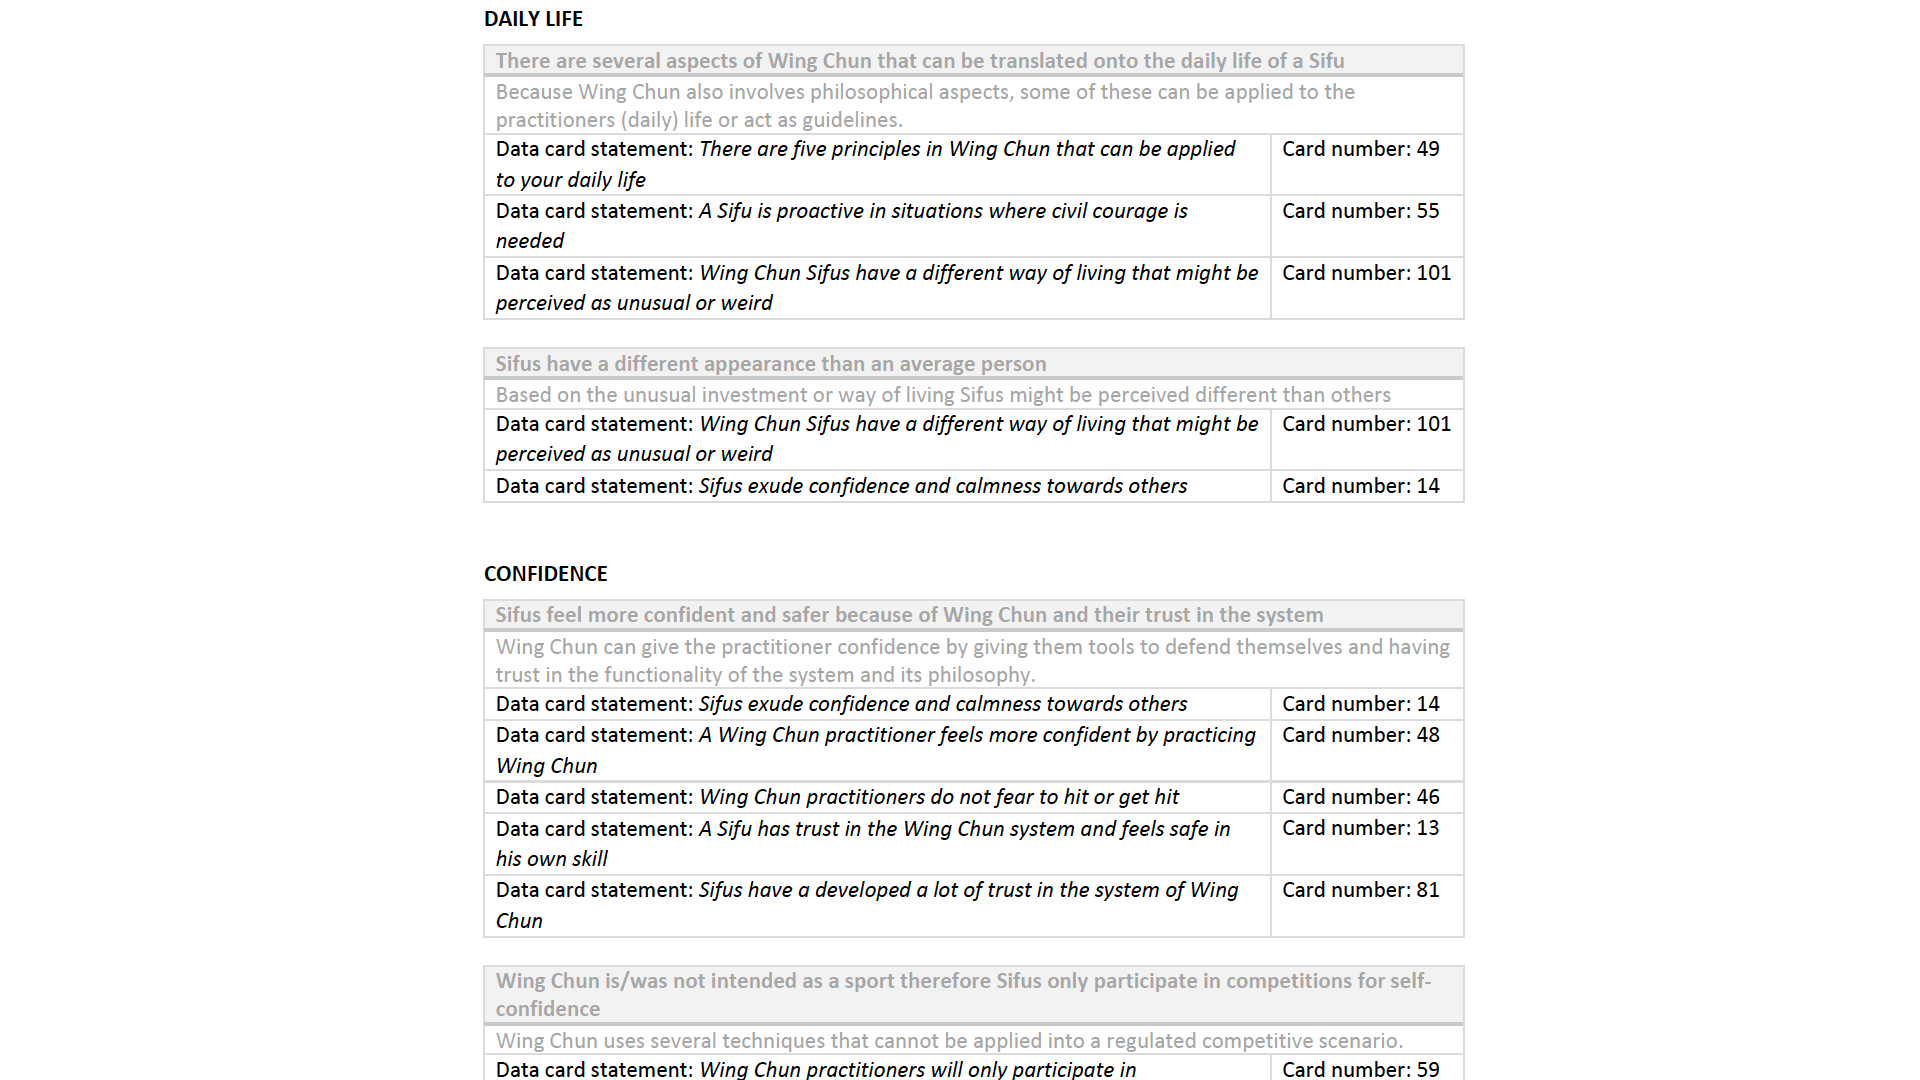 DAILY LIFE
There are several aspects of Wing Chun that can be translated onto the daily life of a Sifu
Because Wing Chun also involves philosophical aspects, some of these can be applied to the
practitioners (daily) life or act as guidelines.
Data card statement: There are five principles in Wing Chun that can be applied Card number: 49
to your daily life
Data card statement: A Sifu is proactive in situations where civil courage is Card number: 55
needed
Data card statement: Wing Chun Sifus have a different way of living that might be Card number: 101
perceived as unusual or weird
Sifus have a different appearance than an average person
Based on the unusual investment or way of living Sifus might be perceived different than others
Data card statement: Wing Chun Sifus have a different way of living that might be Card number: 101
perceived as unusual or weird
Data card statement: Sifus exude confidence and calmness towards others Card number: 14
CONFIDENCE
Sifus feel more confident and safer because of Wing Chun and their trust in the system
Wing Chun can give the practitioner confidence by giving them tools to defend themselves and having
trust in the functionality of the system and its philosophy.
Data card statement: Sifus exude confidence and calmness towards others Card number: 14
Data card statement: A Wing Chun practitioner feels more confident by practicing Card number: 48
Wing Chun
Data card statement: Wing Chun practitioners do not fear to hit or get hit Card number: 46
Data card statement: A Sifu has trust in the Wing Chun system and feels safe in Card number: 13
his own skill
Data card statement: Sifus have a developed a lot of trust in the system of Wing Card number: 81
Chun
Wing Chun is/was not intended as a sport therefore Sifus only participate in competitions for self-
confidence
Wing Chun uses several techniques that cannot be applied into a regulated competitive scenario.
Data card statement: Wing Chun practitioners will only participate in Card number: 59